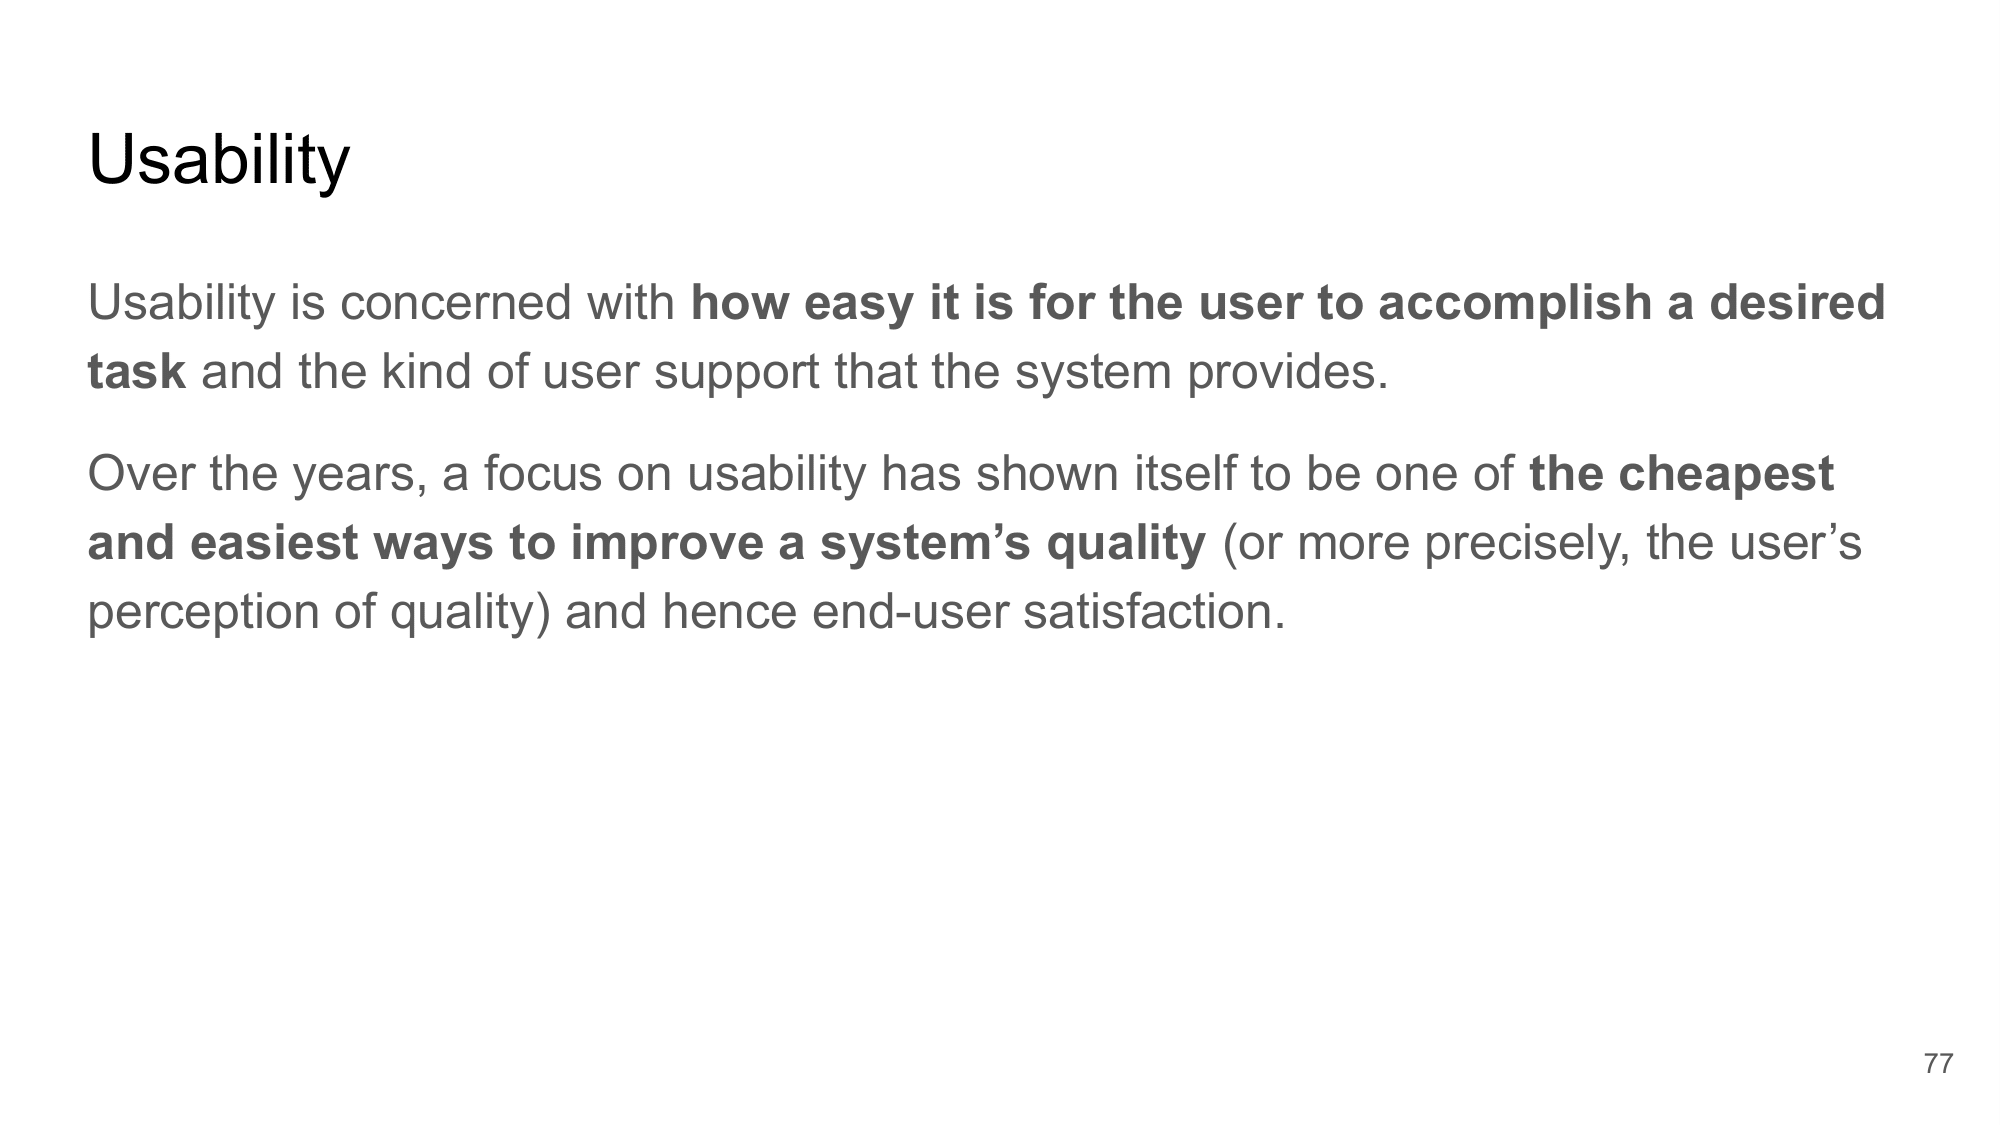 Usability
Usability is concerned with how easy it is for the user to accomplish a desired
task and the kind of user support that the system provides.
Over the years, a focus on usability has shown itself to be one of the cheapest
and easiest ways to improve a system’s quality (or more precisely, the user’s
perception of quality) and hence end-user satisfaction.
77